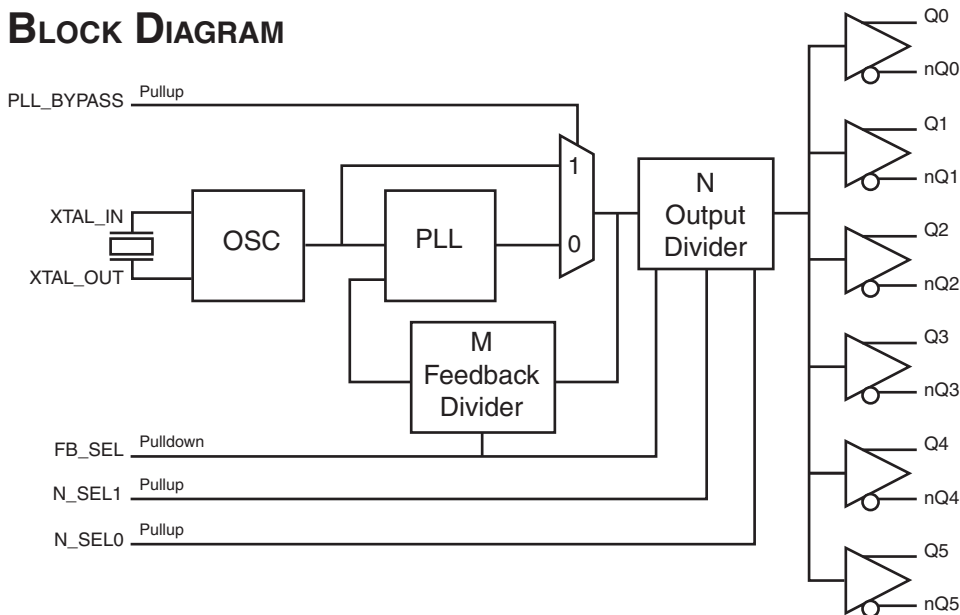 BLOCK DIAGRAM
PLL_BYPASS Pullup
XTAL_IN
XTAL_OUT
OSC
PLL
1
0
M
Feedback
Divider
N
Output
Divider
FB_SEL Pulldown
N_SEL1 Pullup
N_SEL0 Pullup
Q0
nQ0
Q1
nQ1
Q2
nQ2
Q3
nQ3
Q4
nQ4
Q5
nQ5